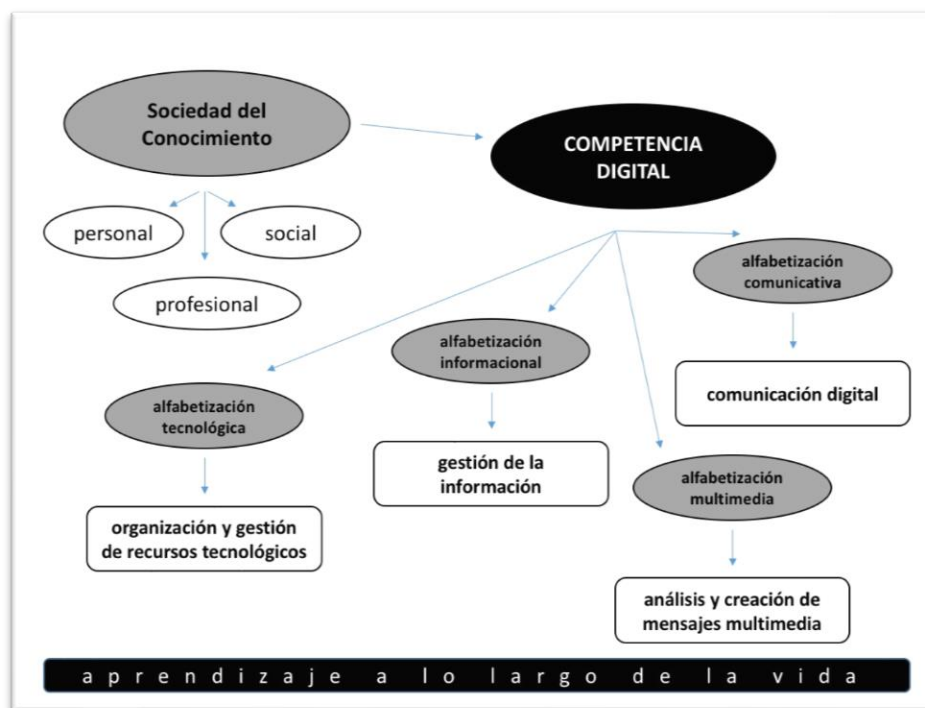 Sociedad del
Conocimiento
COMPETENCIA
DIGITAL
personal
social
profesional
alfabetización
comunicativa
alfabetización
informacional
alfabetización
tecnológica
comunicación digital
gestión de la
información
alfabetización
multimedia
organización y gestión
de recursos tecnológicos
análisis y creación de
mensajes multimedia
aprendizaje a lo largo de la vida